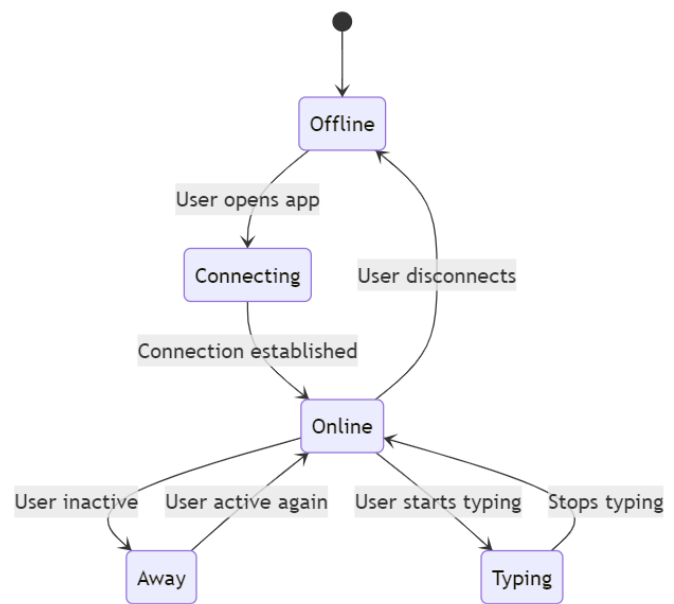 Offline
User opens app
Connecting
User disconnects
Connection established
Online
User inactive
User active again
User starts typing
Stops typing
Away
Typing